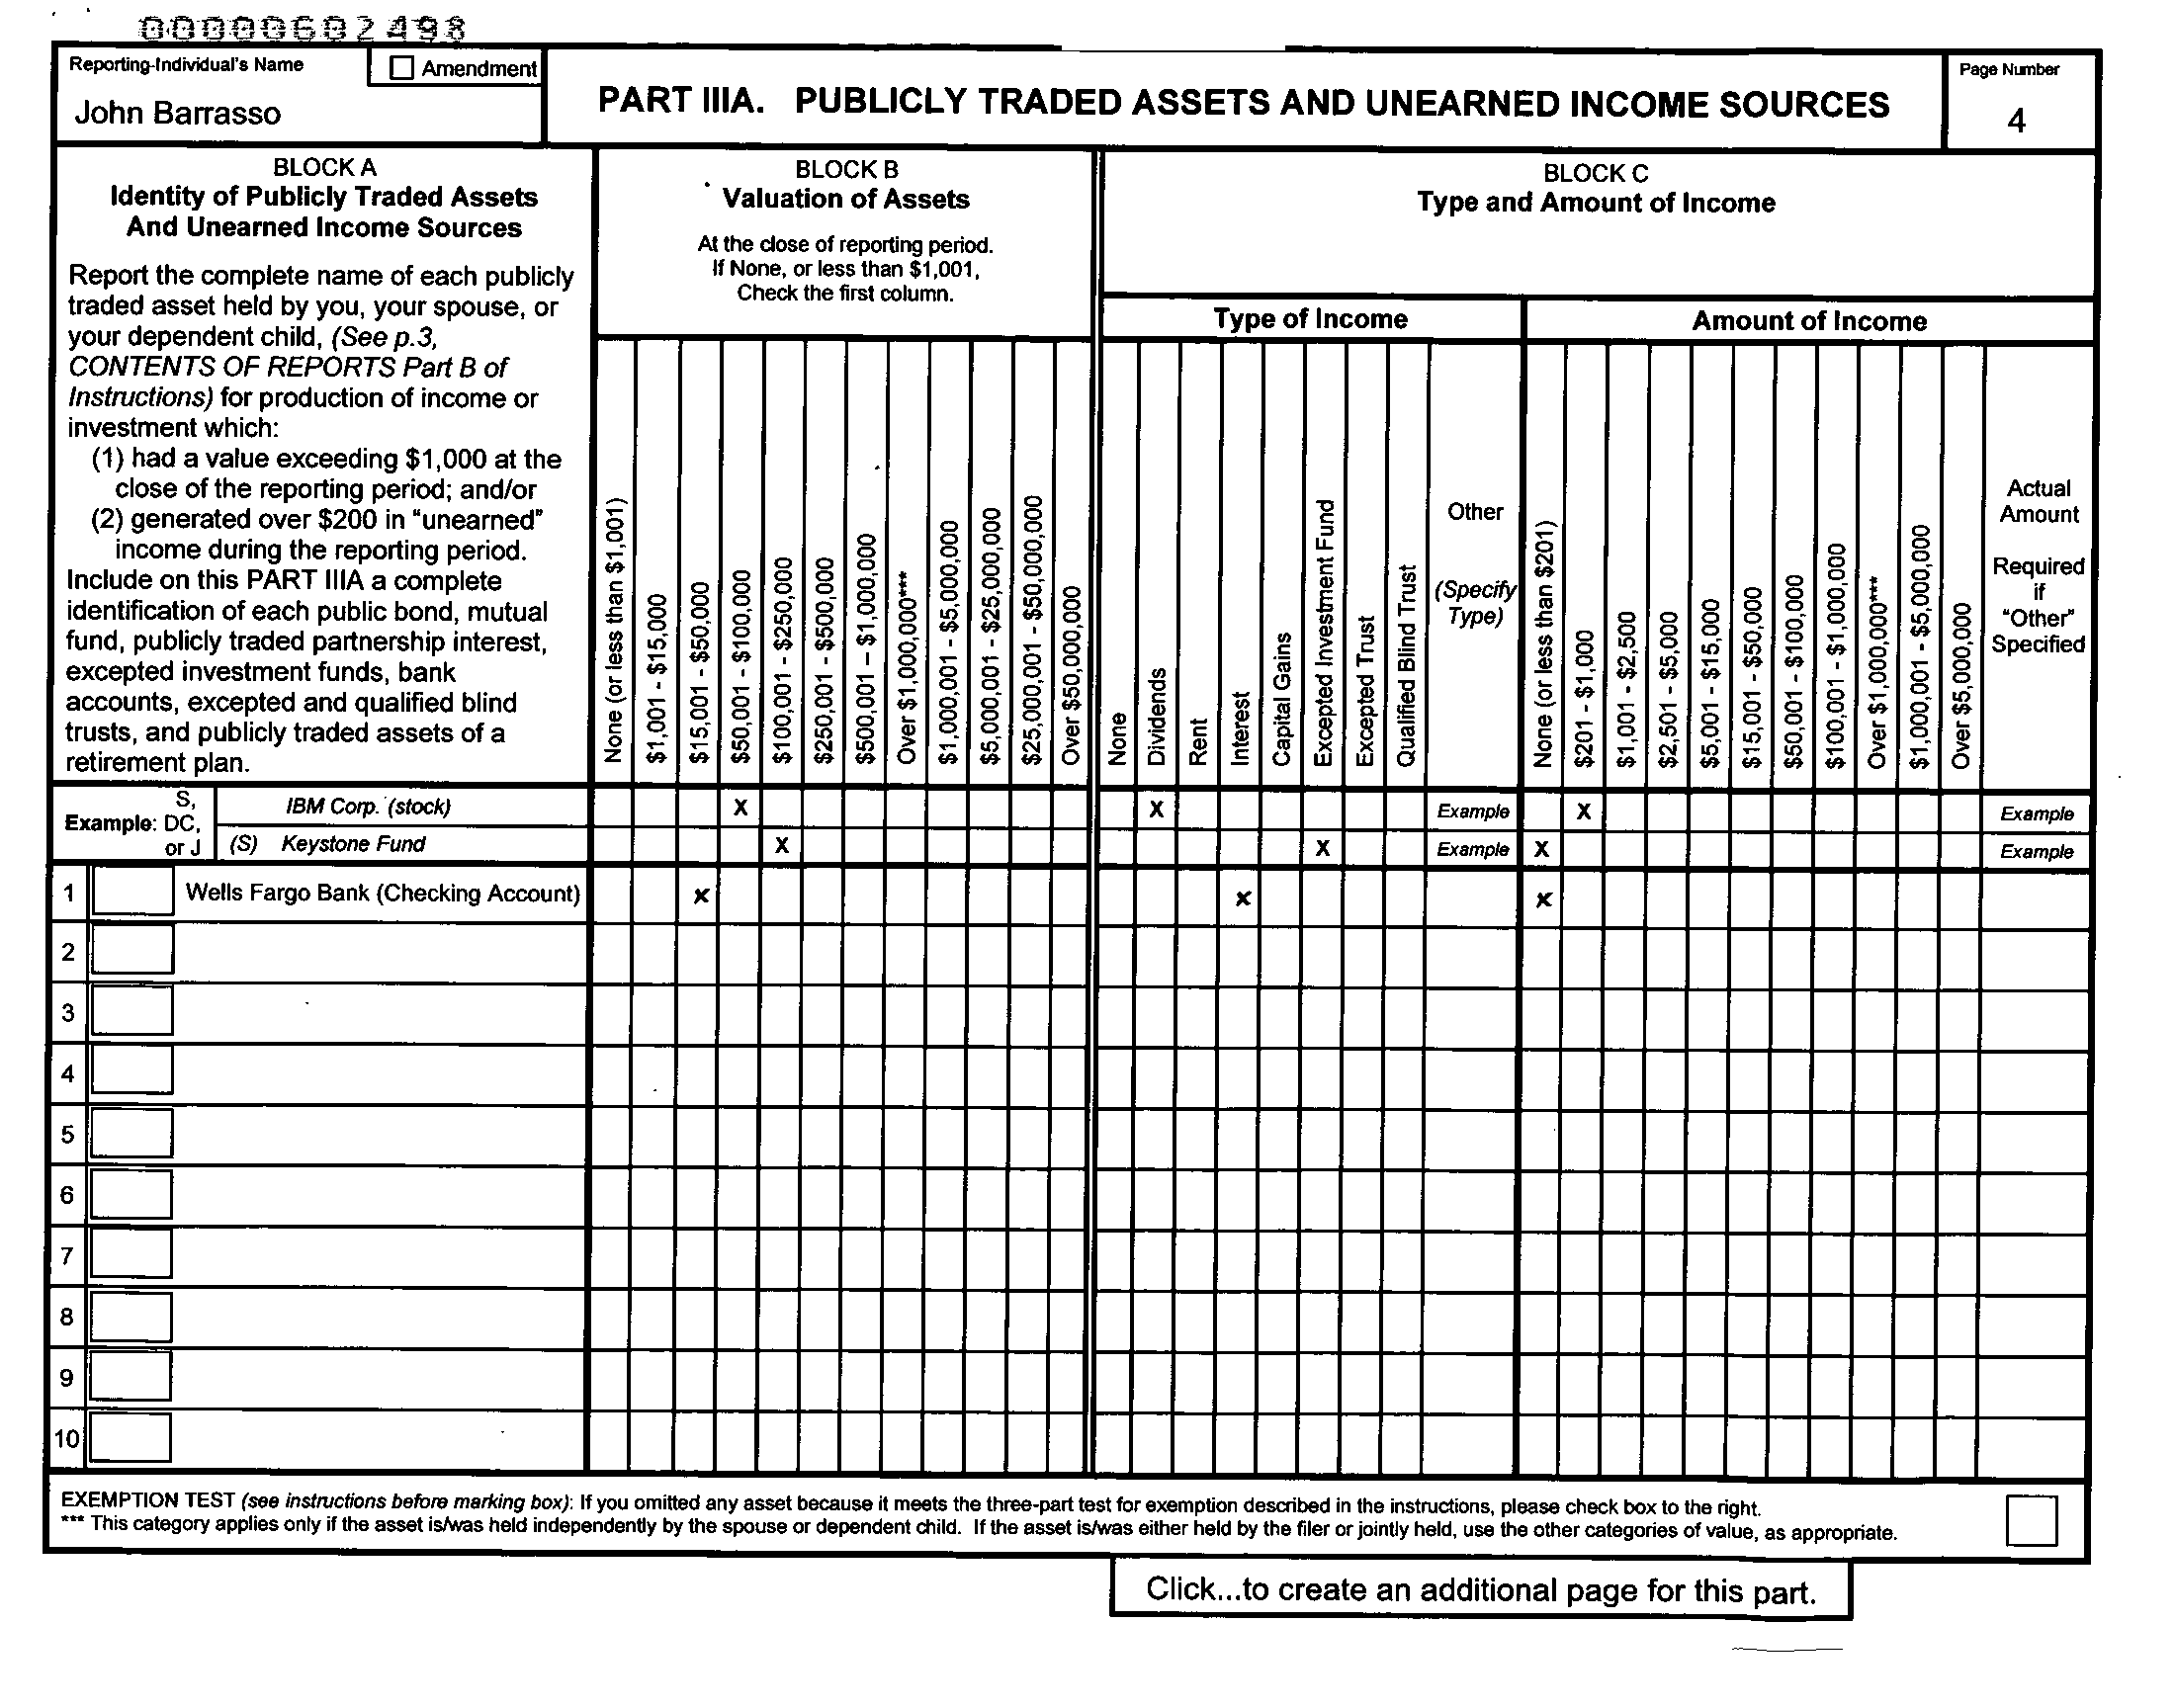 00000602498
Reporting Individual's Name
Amendment
John Barrasso
PART IIIA. PUBLICLY TRADED ASSETS AND UNEARNED INCOME SOURCES
Page Number
4
BLOCK A
Identity of Publicly Traded Assets
And Unearned Income Sources
Report the complete name of each publicly
traded asset held by you, your spouse, or
your dependent child, (See p.3,
CONTENTS OF REPORTS Part B of
Instructions) for production of income or
investment which:
(1) had a value exceeding $1,000 at the
close of the reporting period; and/or
(2) generated over $200 in "unearned"
income during the reporting period.
Include on this PART IIIA a complete
identification of each public bond, mutual
fund, publicly traded partnership interest,
excepted investment funds, bank
accounts, excepted and qualified blind
trusts, and publicly traded assets of a
retirement plan.
BLOCK B
Valuation of Assets
At the close of reporting period.
If None, or less than $1,001,
Check the first column.
None (or less than $1,001)
$1,001 - $15,000
$15,001 - $50,000
$50,001 - $100,000
$100,001 - $250,000
$250,001 - $500,000
$500,001 – $1,000,000
Over $1,000,000***
$1,000,001 - $5,000,000
$5,000,001 - $25,000,000
$25,000,001 - $50,000,000
Over $50,000,000
BLOCK C
Type and Amount of Income
Type of Income
None
Dividends
Rent
Interest
Capital Gains
Excepted Investment Fund
Excepted Trust
Qualified Blind Trust
Other
(Specify
Type)
Amount of Income
None (or less than $201)
$201 - $1,000
$1,001 - $2,500
$2,501 - $5,000
$5,001 - $15,000
$15,001 - $50,000
$50,001 - $100,000
$100,001 - $1,000,000
Over $1,000,000***
$1,000,001 - $5,000,000
Over $5,000,000
Actual
Amount
Required
if
"Other"
Specified
Example: S, DC, or J
IBM Corp. (stock) X X Example X Example
(S) Keystone Fund X X Example X Example
1 Wells Fargo Bank (Checking Account) x x x
2
3
4
5
6
7
8
9
10
EXEMPTION TEST (see instructions before marking box): If you omitted any asset because it meets the three-part test for exemption described in the instructions, please check box to the right.
*** This category applies only if the asset is/was held independently by the spouse or dependent child. If the asset is/was either held by the filer or jointly held, use the other categories of value, as appropriate.
Click...to create an additional page for this part.